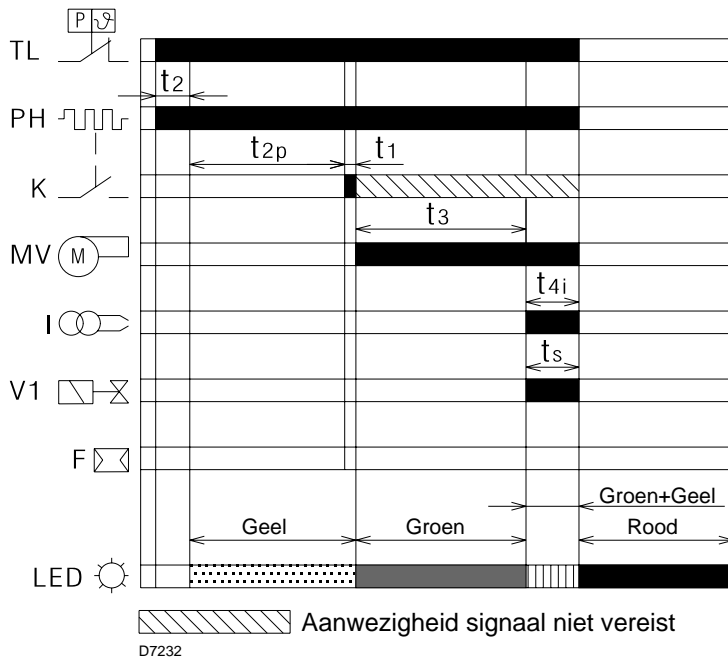 P ϑ
TL
t2
PH
t2p t1
K
t3
MV M
t4i
I
ts
V1
F
Groen+Geel
Geel Groen Rood
LED
Aanwezigheid signaal niet vereist
D7232